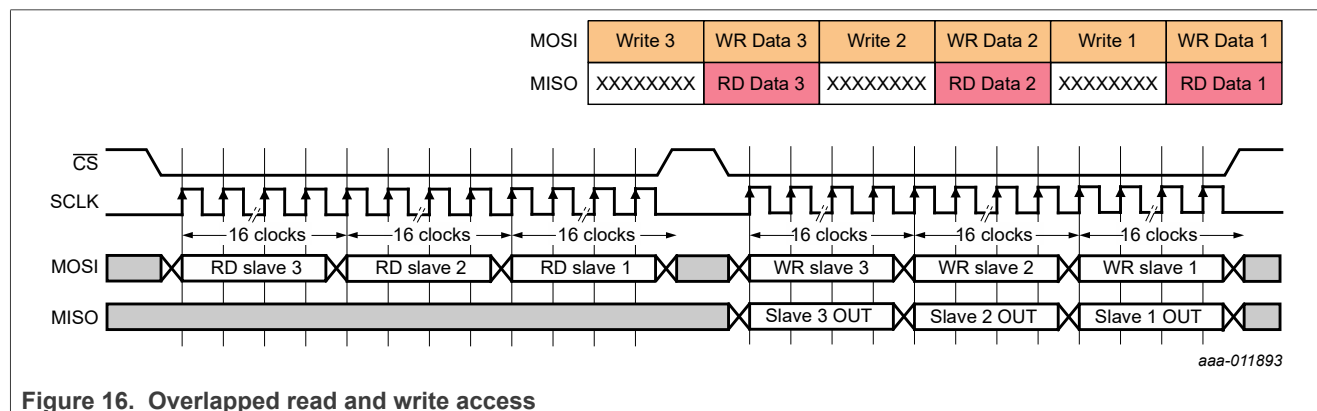 MOSI Write 3 WR Data 3 Write 2 WR Data 2 Write 1 WR Data 1
MISO XXXXXXXX RD Data 3 XXXXXXXX RD Data 2 XXXXXXXX RD Data 1
CS
SCLK
16 clocks 16 clocks 16 clocks 16 clocks 16 clocks 16 clocks
MOSI RD slave 3 RD slave 2 RD slave 1 WR slave 3 WR slave 2 WR slave 1
MISO Slave 3 OUT Slave 2 OUT Slave 1 OUT
aaa-011893
Figure 16. Overlapped read and write access